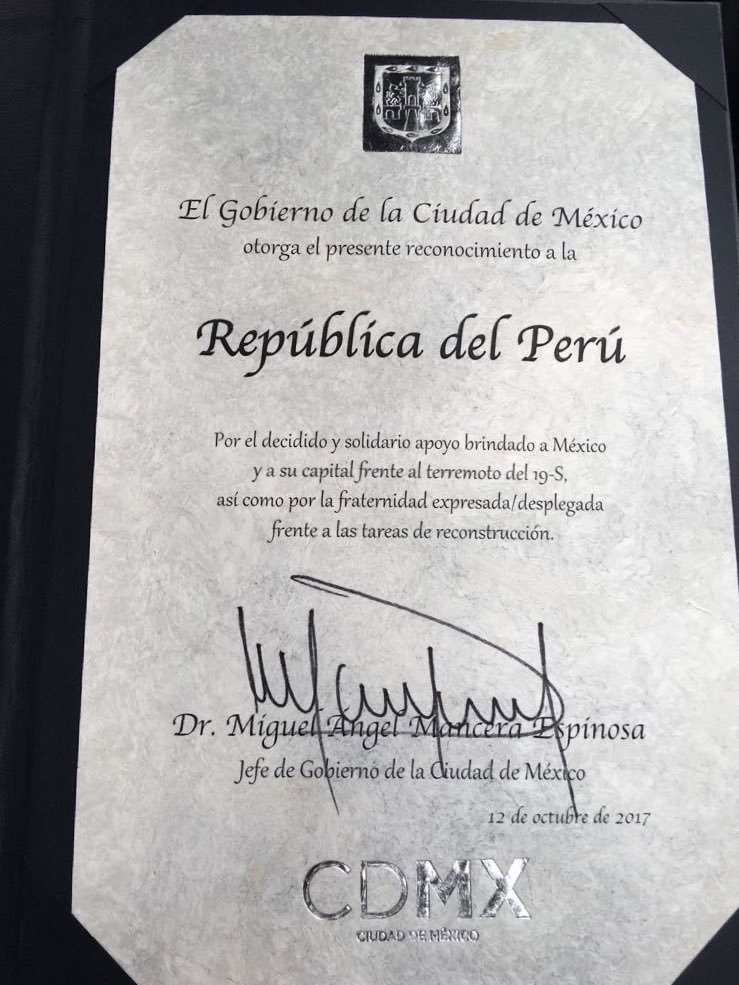 El Gobierno de la Ciudad de México
otorga el presente reconocimiento a la
República del Perú
Por el decidido y solidario apoyo brindado a México
y a su capital frente al terremoto del 19-S,
así como por la fraternidad expresada/desplegada
frente a las tareas de reconstrucción.
Dr. Miguel Ángel Mancera Espinosa
Jefe de Gobierno de la Ciudad de México
12 de octubre de 2017
CDMX
CIUDAD DE MÉXICO